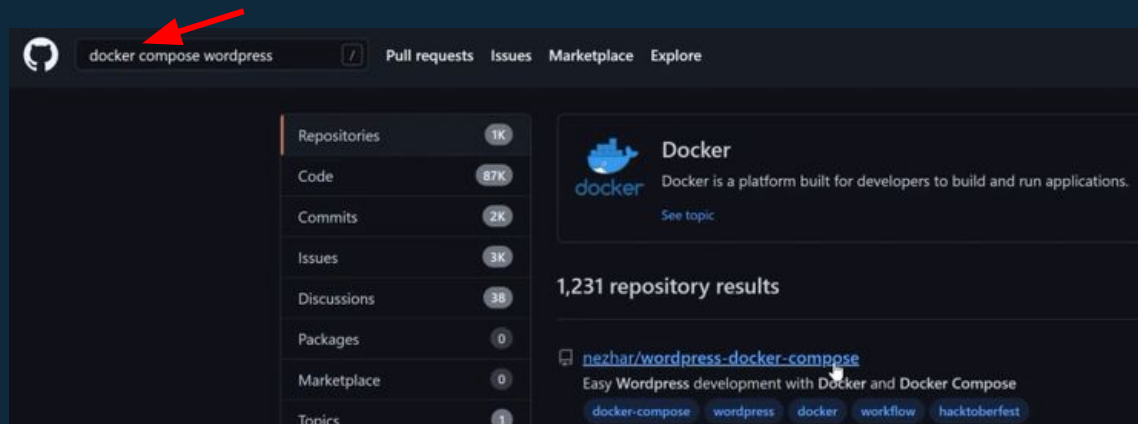 docker compose wordpress /
Pull requests Issues Marketplace Explore
Repositories 1K
Code 87K
Commits 2K
Issues 3K
Discussions 38
Packages 0
Marketplace 0
Topics 1
docker
Docker
Docker is a platform built for developers to build and run applications.
See topic
1,231 repository results
nezhar/wordpress-docker-compose
Easy Wordpress development with Docker and Docker Compose
docker-compose wordpress docker workflow hacktoberfest